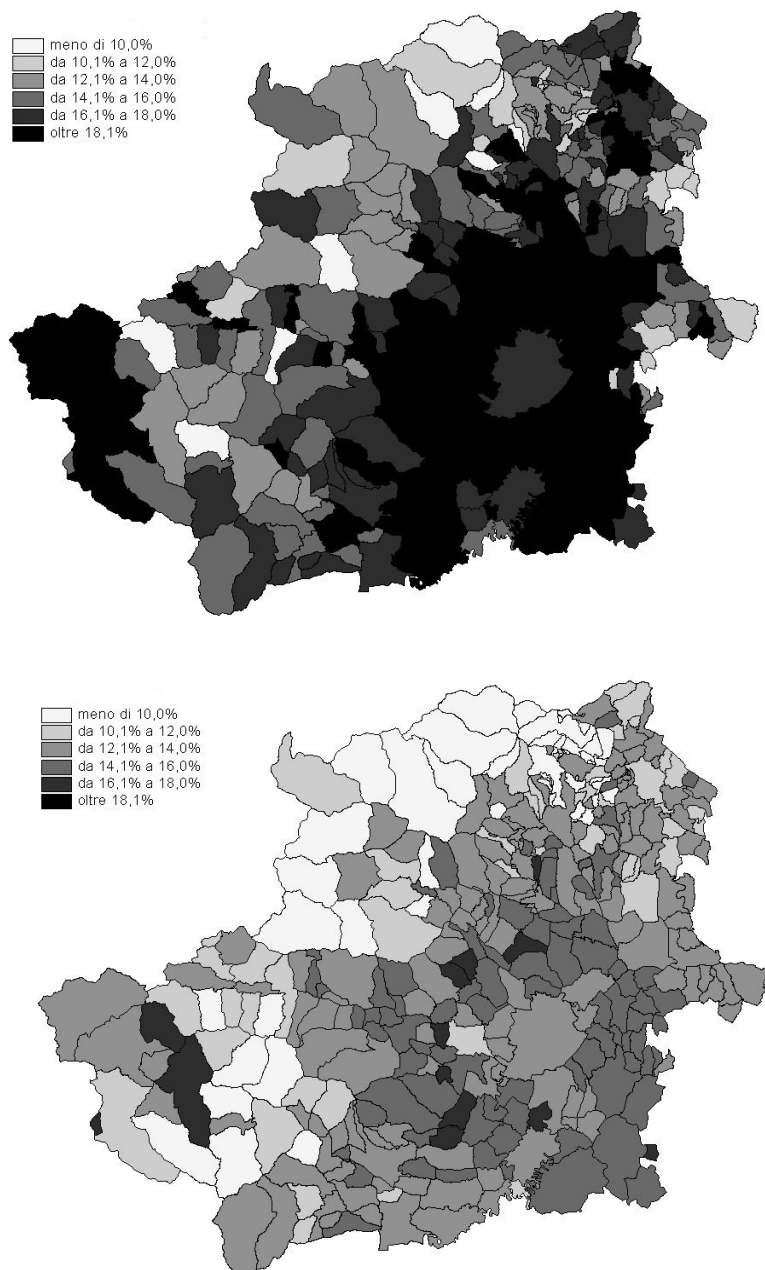 meno di 10,0%
da 10,1% a 12,0%
da 12,1% a 14,0%
da 14,1% a 16,0%
da 16,1% a 18,0%
oltre 18,1%
meno di 10,0%
da 10,1% a 12,0%
da 12,1% a 14,0%
da 14,1% a 16,0%
da 16,1% a 18,0%
oltre 18,1%